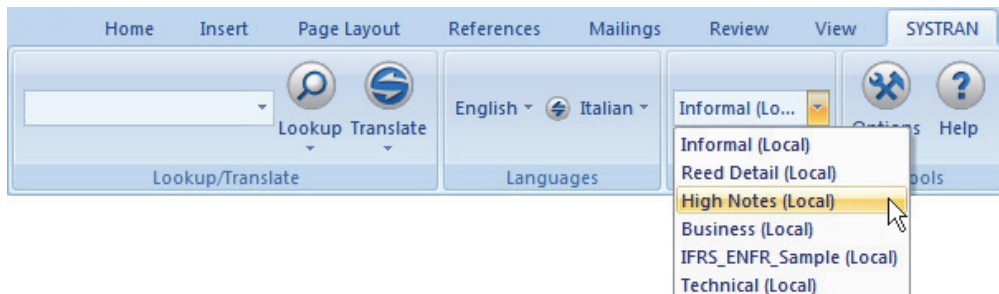 Home Insert Page Layout References Mailings Review View SYSTRAN
English Italian Informal (Lo...
Lookup Translate Help
Lookup/Translate Languages
Informal (Local)
Reed Detail (Local)
High Notes (Local)
Business (Local)
IFRS_ENFR_Sample (Local)
Technical (Local)